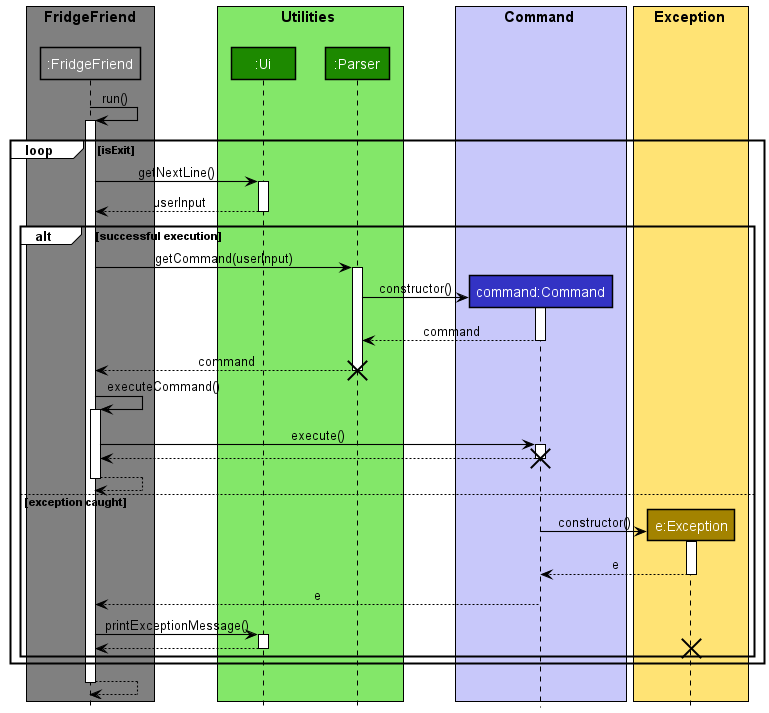 FridgeFriend
Utilities
Command
Exception
:FridgeFriend
:Ui
:Parser
run()
loop
[isExit]
getNextLine()
userInput
alt
[successful execution]
getCommand(userInput)
constructor()
command:Command
command
command
executeCommand()
execute()
[exception caught]
constructor()
e:Exception
e
e
printExceptionMessage()